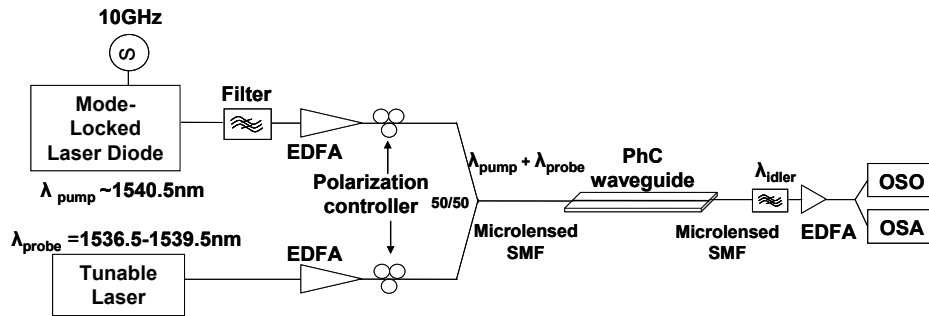 10GHz
S
Mode-
Locked
Laser Diode
λ pump ~1540.5nm
Filter
EDFA
Polarization
controller
λprobe =1536.5-1539.5nm
Tunable
Laser
EDFA
50/50
λpump + λprobe
PhC
waveguide
Microlensed
SMF
Microlensed
SMF
λidler
EDFA
OSO
OSA